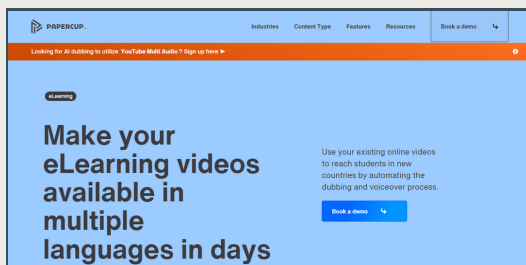 PAPERCUP.
Industries Content Type Features Resources Book a demo
Looking for AI dubbing to utilize YouTube Multi Audio? Sign up here ➤
eLearning
Make your
eLearning videos
available in
multiple
languages in days
Use your existing online videos
to reach students in new
countries by automating the
dubbing and voiceover process.
Book a demo